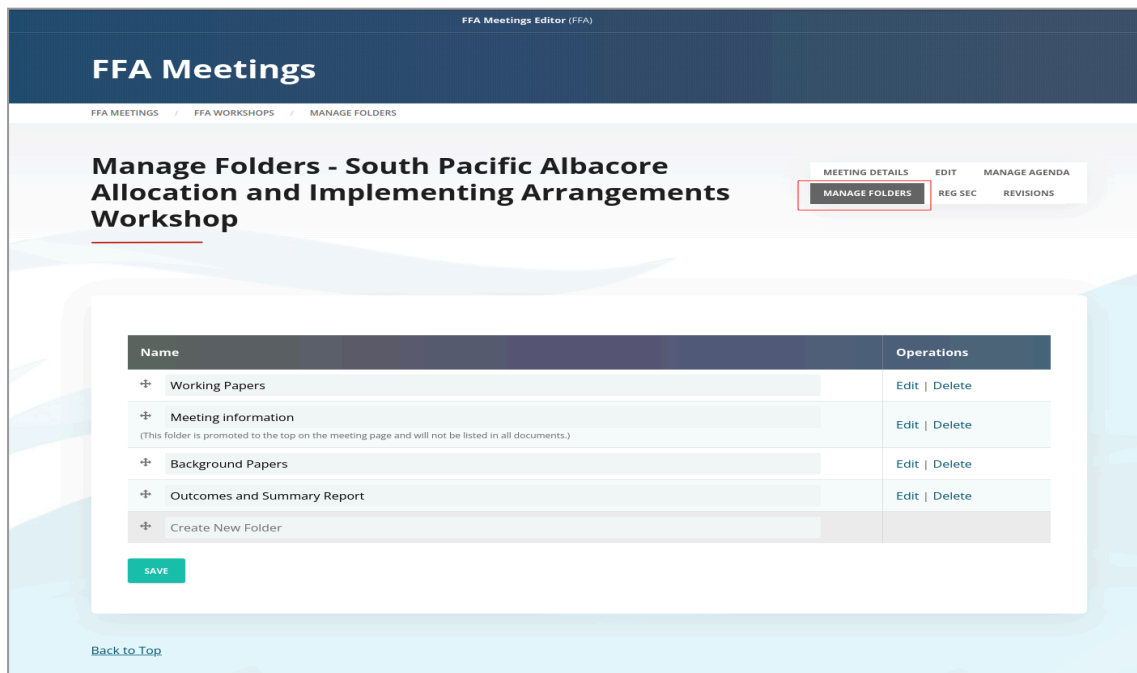 FFA Meetings Editor (FFA)
FFA Meetings
FFA MEETINGS / FFA WORKSHOPS / MANAGE FOLDERS
Manage Folders - South Pacific Albacore
Allocation and Implementing Arrangements
Workshop
MEETING DETAILS EDIT MANAGE AGENDA
MANAGE FOLDERS REG SEC REVISIONS
Name Operations
Working Papers Edit | Delete
Meeting information Edit | Delete
(This folder is promoted to the top on the meeting page and will not be listed in all documents.)
Background Papers Edit | Delete
Outcomes and Summary Report Edit | Delete
Create New Folder
SAVE
Back to Top